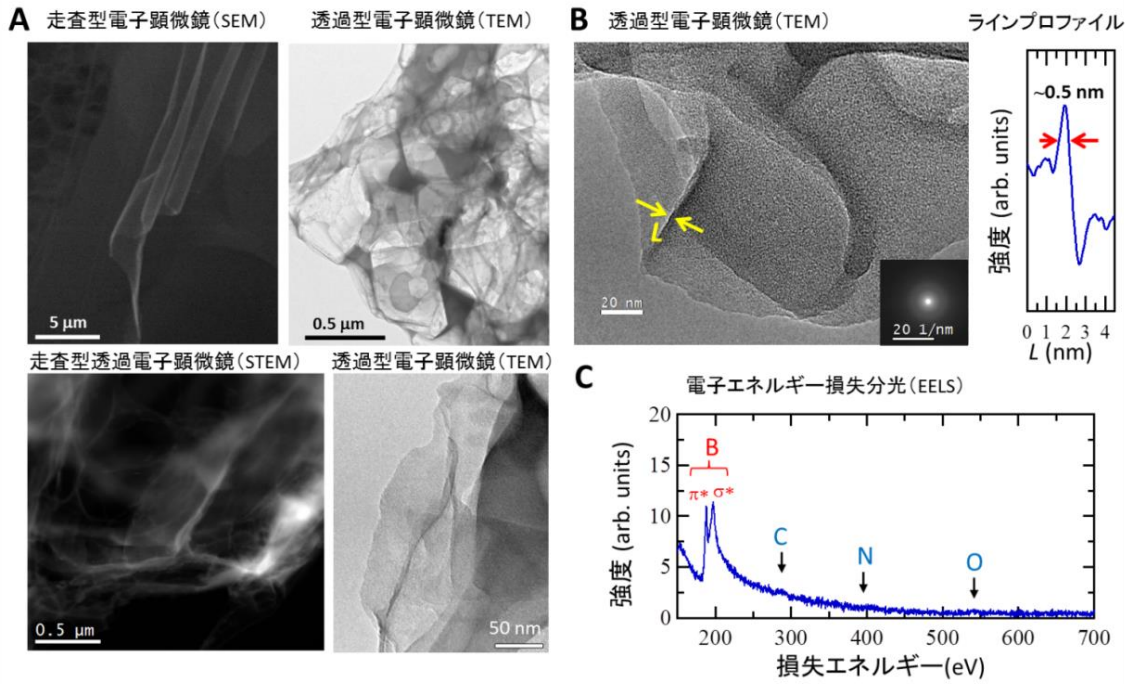 A
走査型電子顕微鏡(SEM)
透過型電子顕微鏡(TEM)
5 μm
0.5 μm
走査型透過電子顕微鏡(STEM)
透過型電子顕微鏡(TEM)
0.5 μm
50 nm
B
透過型電子顕微鏡(TEM)
ラインプロファイル
L
20 nm
20 1/nm
~0.5 nm
強度 (arb. units)
0 1 2 3 4
L (nm)
C
電子エネルギー損失分光(EELS)
強度 (arb. units)
20
15
10
5
0
B
π* σ*
C
N
O
200 300 400 500 600 700
損失エネルギー(eV)